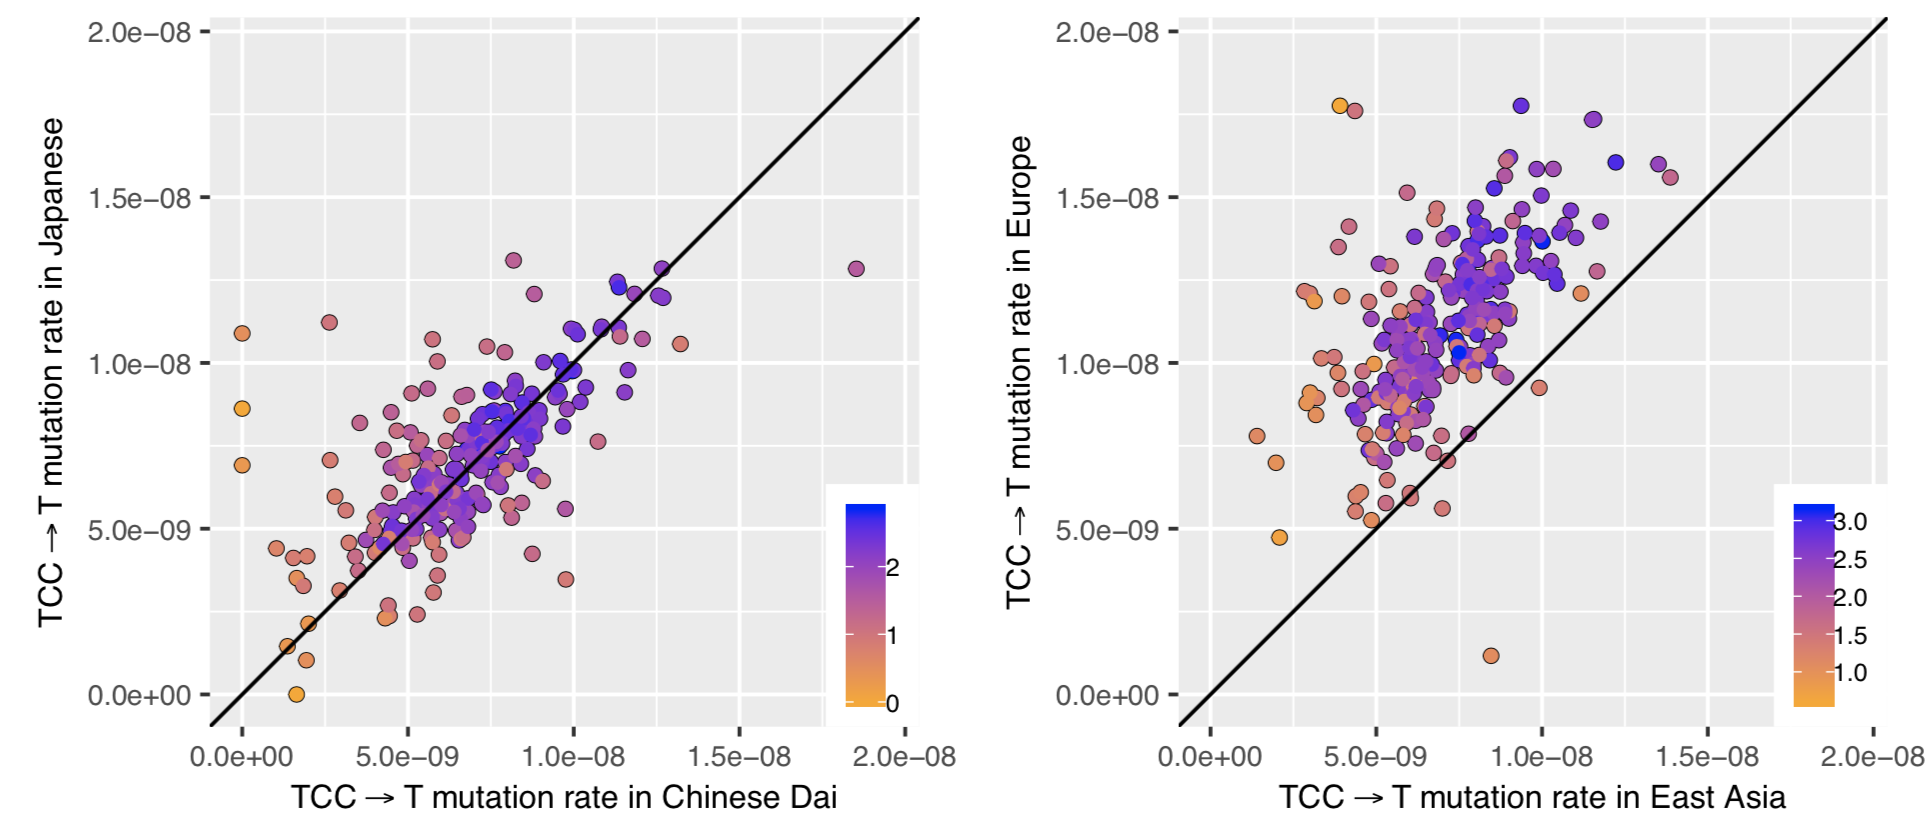 2.0e−08
1.5e−08
1.0e−08
5.0e−09
0.0e+00
TCC → T mutation rate in Japanese
2
1
0
0.0e+00 5.0e−09 1.0e−08 1.5e−08 2.0e−08
TCC → T mutation rate in Chinese Dai
2.0e−08
1.5e−08
1.0e−08
5.0e−09
0.0e+00
TCC → T mutation rate in Europe
3.0
2.5
2.0
1.5
1.0
0.0e+00 5.0e−09 1.0e−08 1.5e−08 2.0e−08
TCC → T mutation rate in East Asia